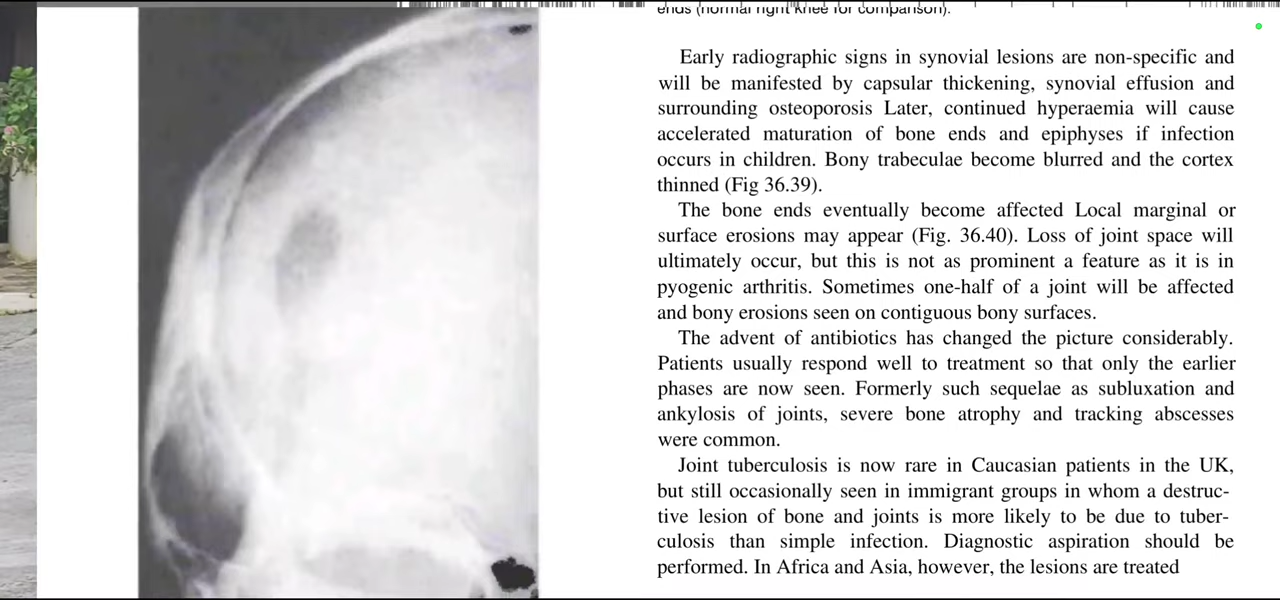 ends (normal right knee for comparison).
Early radiographic signs in synovial lesions are non-specific and
will be manifested by capsular thickening, synovial effusion and
surrounding osteoporosis Later, continued hyperaemia will cause
accelerated maturation of bone ends and epiphyses if infection
occurs in children. Bony trabeculae become blurred and the cortex
thinned (Fig 36.39).
The bone ends eventually become affected Local marginal or
surface erosions may appear (Fig. 36.40). Loss of joint space will
ultimately occur, but this is not as prominent a feature as it is in
pyogenic arthritis. Sometimes one-half of a joint will be affected
and bony erosions seen on contiguous bony surfaces.
The advent of antibiotics has changed the picture considerably.
Patients usually respond well to treatment so that only the earlier
phases are now seen. Formerly such sequelae as subluxation and
ankylosis of joints, severe bone atrophy and tracking abscesses
were common.
Joint tuberculosis is now rare in Caucasian patients in the UK,
but still occasionally seen in immigrant groups in whom a destruc-
tive lesion of bone and joints is more likely to be due to tuber-
culosis than simple infection. Diagnostic aspiration should be
performed. In Africa and Asia, however, the lesions are treated